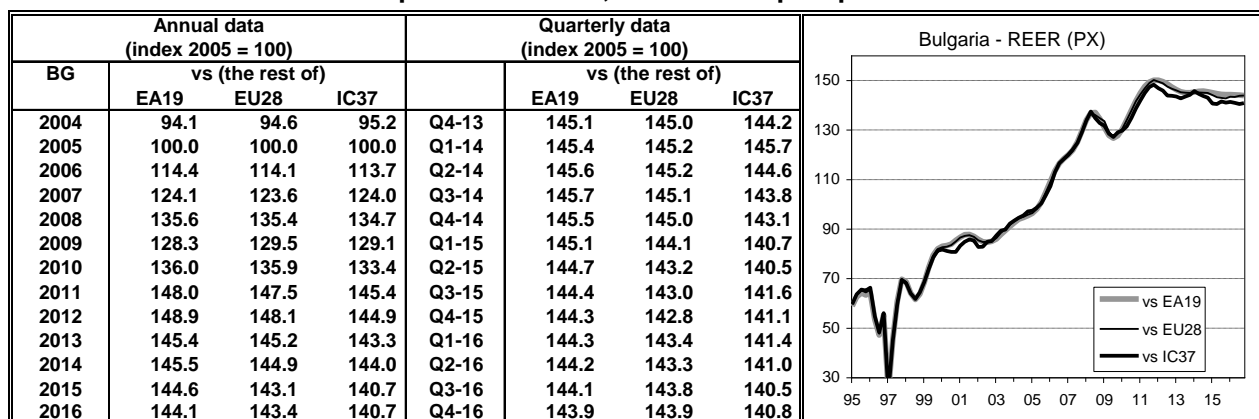 Annual data Quarterly data
(index 2005 = 100) (index 2005 = 100)
BG vs (the rest of) vs (the rest of)
EA19 EU28 IC37 EA19 EU28 IC37
2004 94.1 94.6 95.2 Q4-13 145.1 145.0 144.2
2005 100.0 100.0 100.0 Q1-14 145.4 145.2 145.7
2006 114.4 114.1 113.7 Q2-14 145.6 145.2 144.6
2007 124.1 123.6 124.0 Q3-14 145.7 145.1 143.8
2008 135.6 135.4 134.7 Q4-14 145.5 145.0 143.1
2009 128.3 129.5 129.1 Q1-15 145.1 144.1 140.7
2010 136.0 135.9 133.4 Q2-15 144.7 143.2 140.5
2011 148.0 147.5 145.4 Q3-15 144.4 143.0 141.6
2012 148.9 148.1 144.9 Q4-15 144.3 142.8 141.1
2013 145.4 145.2 143.3 Q1-16 144.3 143.4 141.4
2014 145.5 144.9 144.0 Q2-16 144.2 143.3 141.0
2015 144.6 143.1 140.7 Q3-16 144.1 143.8 140.5
2016 144.1 143.4 140.7 Q4-16 143.9 143.9 140.8
Bulgaria - REER (PX)
150
130
110
90
70
50
30
95 97 99 01 03 05 07 09 11 13 15
vs EA19
vs EU28
vs IC37